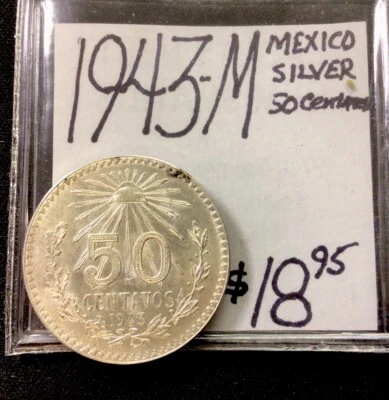 1943-M
MEXICO
SILVER
50 Centavos
$18.95
50
CENTAVOS
1943